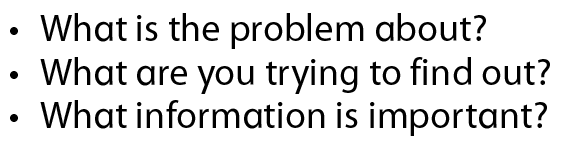 • What is the problem about?
• What are you trying to find out?
• What information is important?